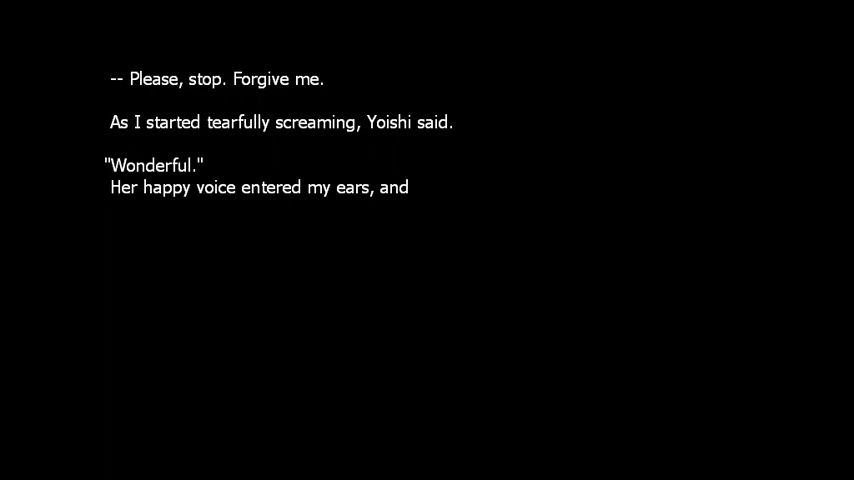 -- Please, stop. Forgive me.
As I started tearfully screaming, Yoishi said.
"Wonderful."
Her happy voice entered my ears, and